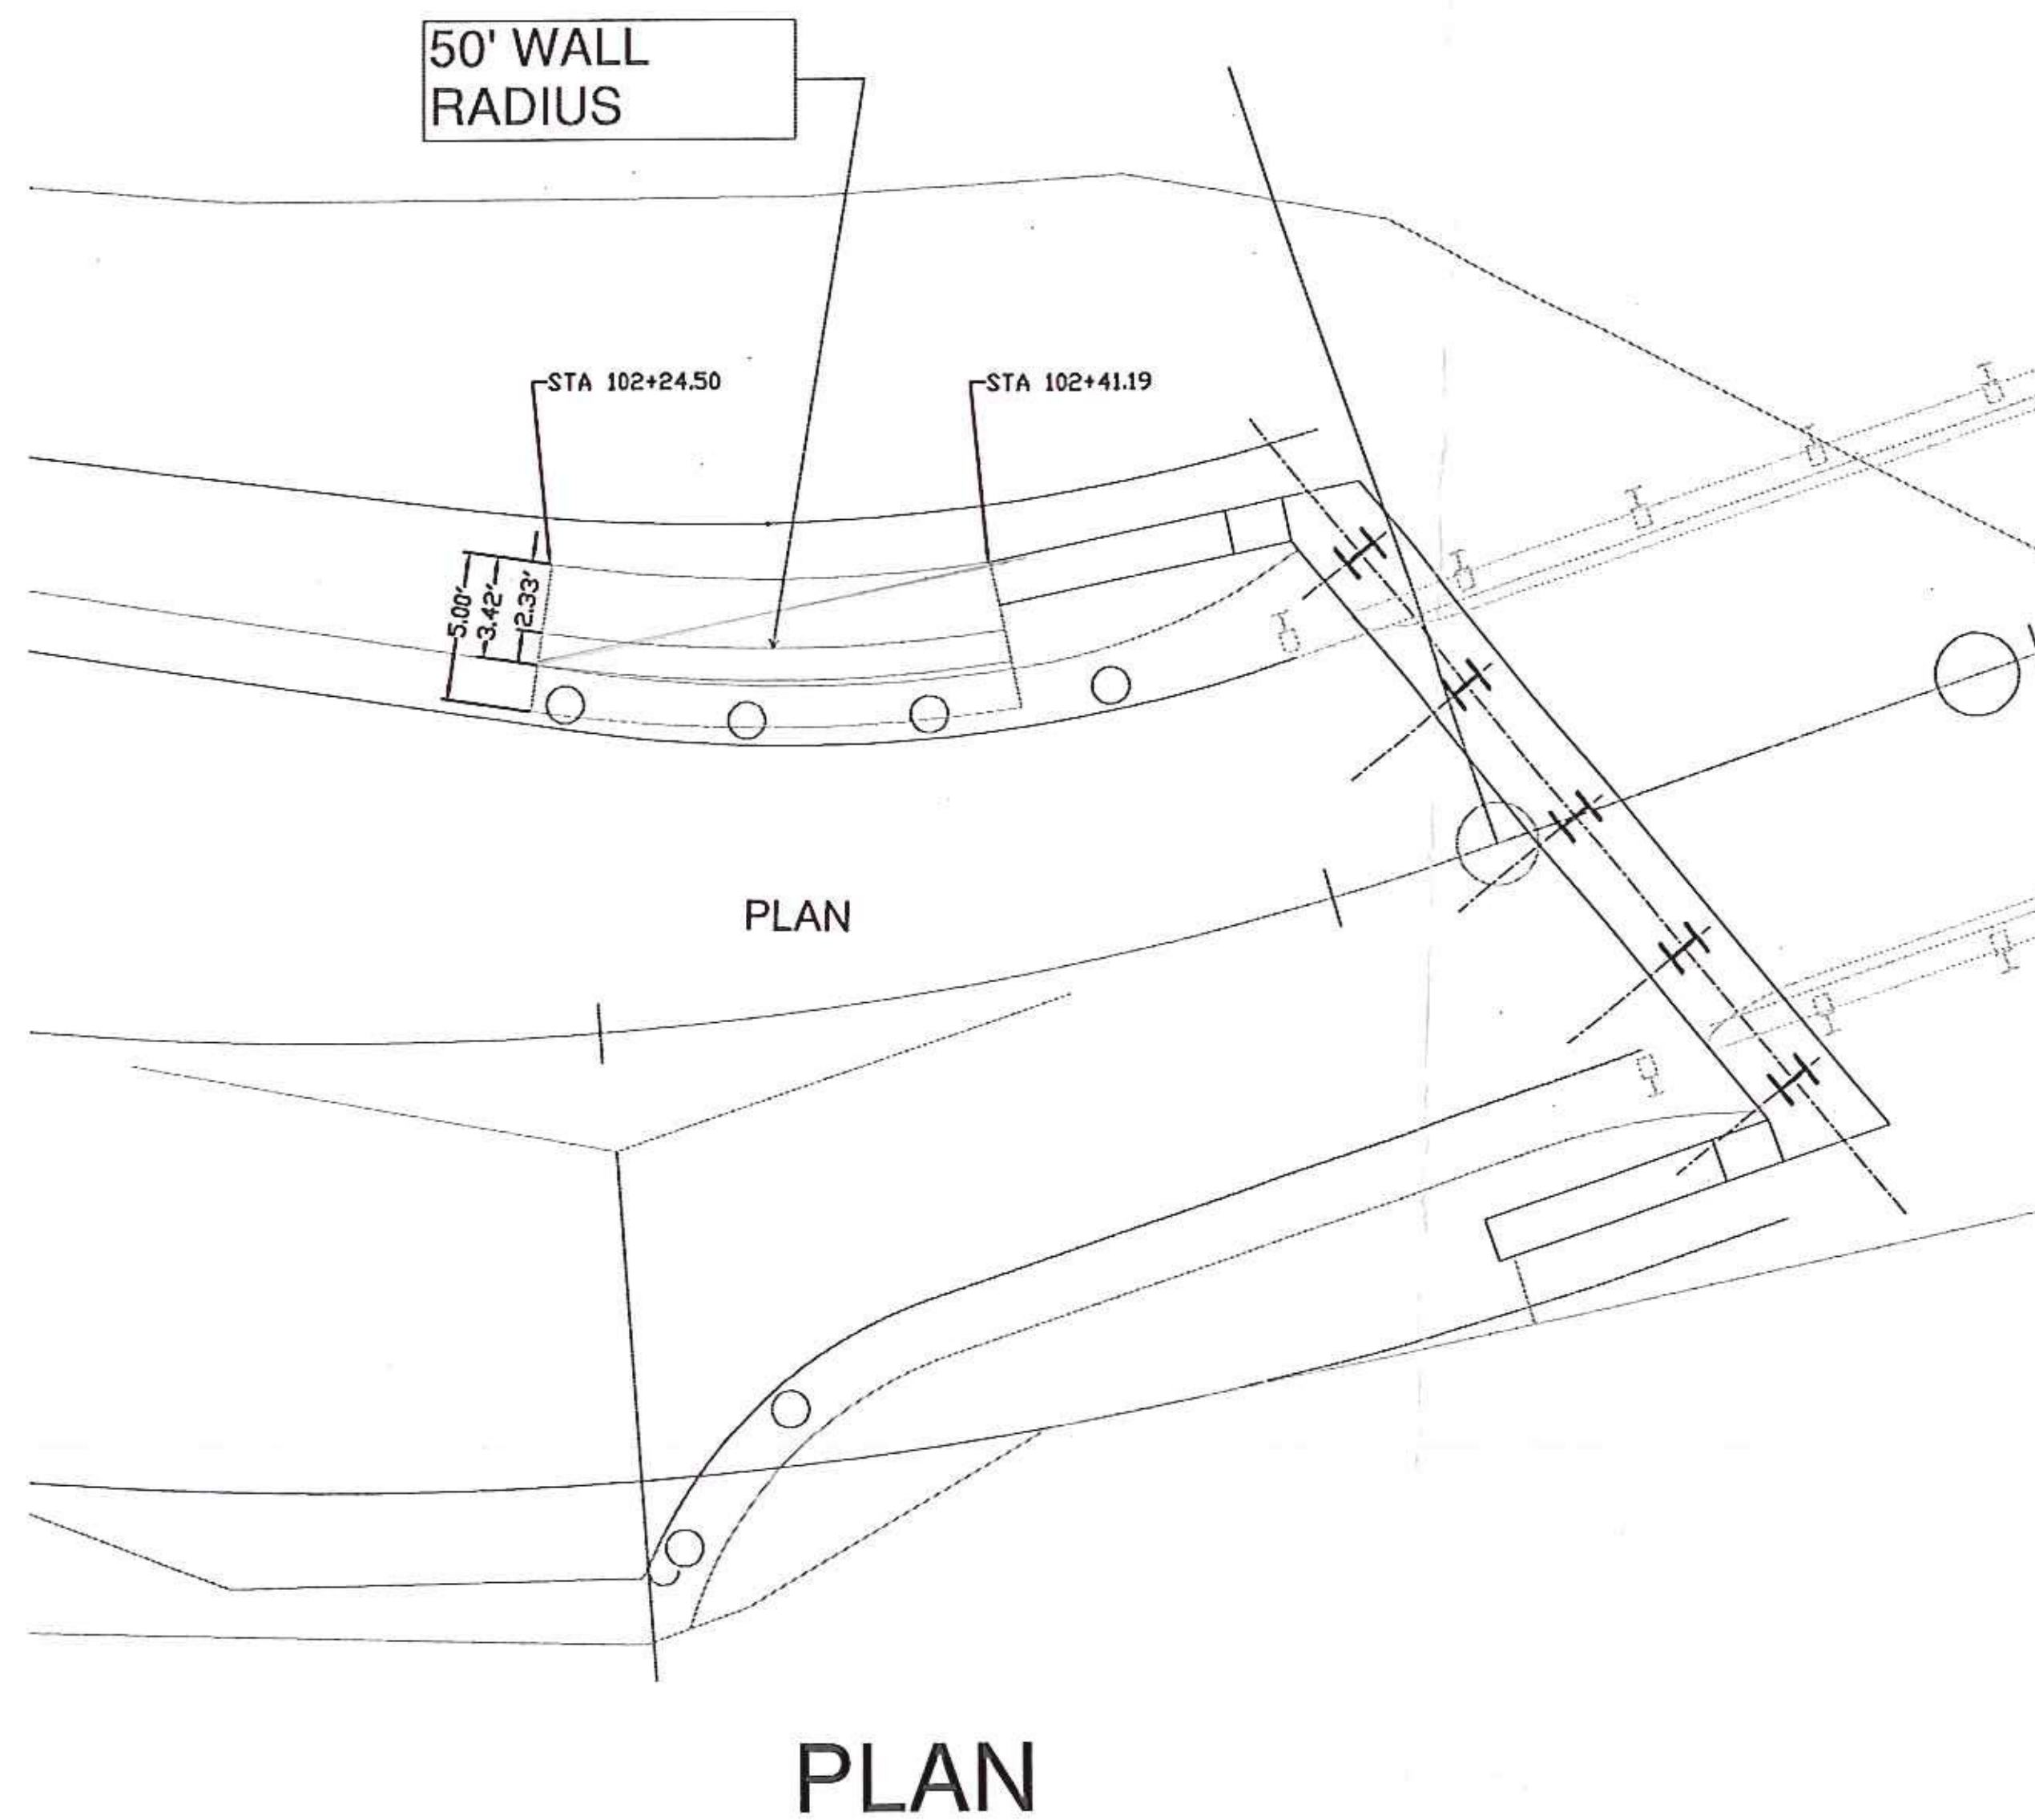 50' WALL
RADIUS
STA 102+24.50
STA 102+41.19
5.00'
3.42'
2.33'
PLAN
PLAN